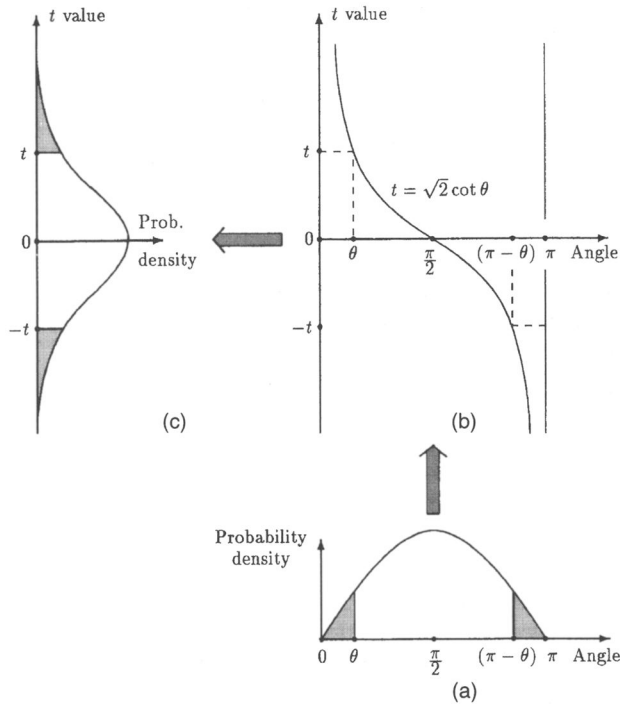 t value
t
0
−t
Prob.
density
(c)
t value
t
t = √2 cot θ
0
θ
π/2
(π − θ)
π
Angle
−t
(b)
Probability
density
0
θ
π/2
(π − θ)
π
Angle
(a)